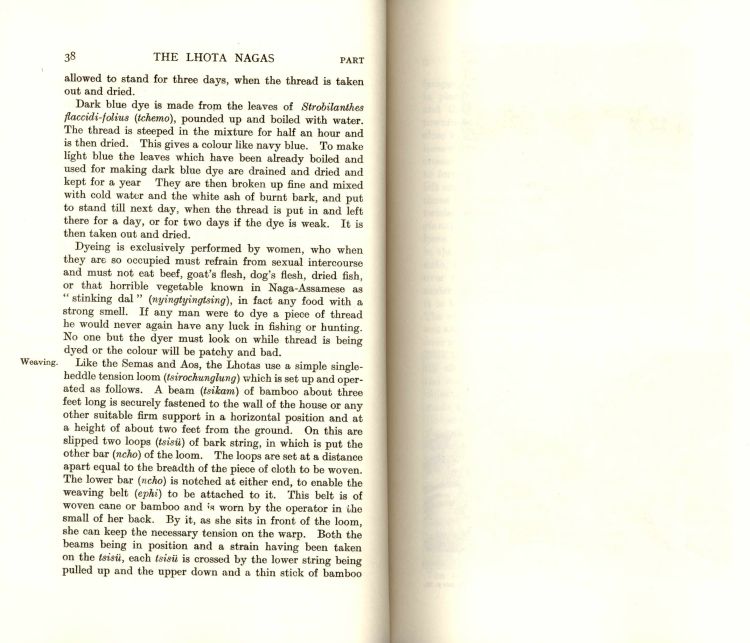 38 THE LHOTA NAGAS PART
allowed to stand for three days, when the thread is taken
out and dried.
Dark blue dye is made from the leaves of Strobilanthes
flaccidi-folius (tchemo), pounded up and boiled with water.
The thread is steeped in the mixture for half an hour and
is then dried. This gives a colour like navy blue. To make
light blue the leaves which have been already boiled and
used for making dark blue dye are drained and dried and
kept for a year They are then broken up fine and mixed
with cold water and the white ash of burnt bark, and put
to stand till next day, when the thread is put in and left
there for a day, or for two days if the dye is weak. It is
then taken out and dried.
Dyeing is exclusively performed by women, who when
they are so occupied must refrain from sexual intercourse
and must not eat beef, goat's flesh, dog's flesh, dried fish,
or that horrible vegetable known in Naga-Assamese as
"stinking dal" (nyingtyingtsing), in fact any food with a
strong smell. If any man were to dye a piece of thread
he would never again have any luck in fishing or hunting.
No one but the dyer must look on while thread is being
dyed or the colour will be patchy and bad.
Weaving. Like the Semas and Aos, the Lhotas use a simple single-
heddle tension loom (tsirochunglung) which is set up and oper-
ated as follows. A beam (tsikam) of bamboo about three
feet long is securely fastened to the wall of the house or any
other suitable firm support in a horizontal position and at
a height of about two feet from the ground. On this are
slipped two loops (tsisü) of bark string, in which is put the
other bar (ncho) of the loom. The loops are set at a distance
apart equal to the breadth of the piece of cloth to be woven.
The lower bar (ncho) is notched at either end, to enable the
weaving belt (ephi) to be attached to it. This belt is of
woven cane or bamboo and is worn by the operator in the
small of her back. By it, as she sits in front of the loom,
she can keep the necessary tension on the warp. Both the
beams being in position and a strain having been taken
on the tsisü, each tsisü is crossed by the lower string being
pulled up and the upper down and a thin stick of bamboo